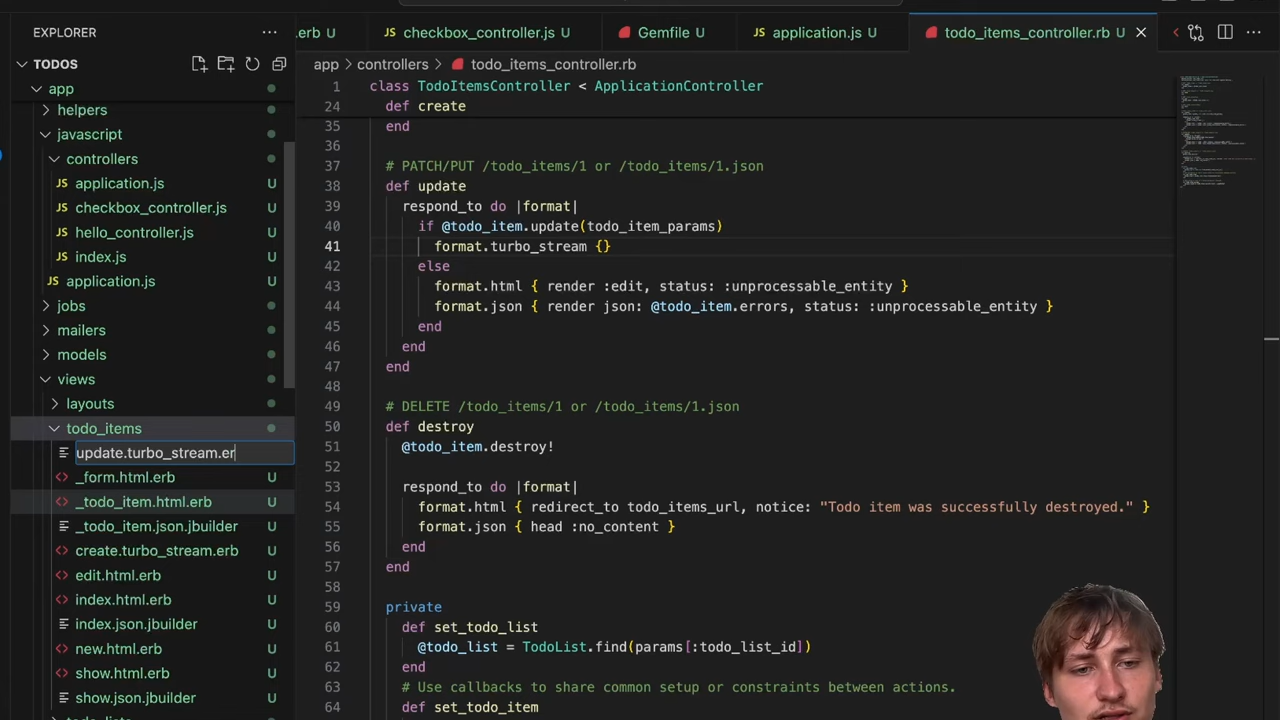 EXPLORER
TODOS
app
helpers
javascript
controllers
JS application.js U
JS checkbox_controller.js U
JS hello_controller.js U
JS index.js U
JS application.js U
jobs
mailers
models
views
layouts
todo_items
update.turbo_stream.er
_form.html.erb U
_todo_item.html.erb U
_todo_item.json.jbuilder U
create.turbo_stream.erb U
edit.html.erb U
index.html.erb U
index.json.jbuilder U
new.html.erb U
show.html.erb U
show.json.jbuilder U
.erb U
JS checkbox_controller.js U
Gemfile U
JS application.js U
todo_items_controller.rb U
app > controllers > todo_items_controller.rb
1 class TodoItemsController < ApplicationController
24 def create
35 end
36
37 # PATCH/PUT /todo_items/1 or /todo_items/1.json
38 def update
39 respond_to do |format|
40 if @todo_item.update(todo_item_params)
41 format.turbo_stream {}
42 else
43 format.html { render :edit, status: :unprocessable_entity }
44 format.json { render json: @todo_item.errors, status: :unprocessable_entity }
45 end
46 end
47 end
48
49 # DELETE /todo_items/1 or /todo_items/1.json
50 def destroy
51 @todo_item.destroy!
52
53 respond_to do |format|
54 format.html { redirect_to todo_items_url, notice: "Todo item was successfully destroyed." }
55 format.json { head :no_content }
56 end
57 end
58
59 private
60 def set_todo_list
61 @todo_list = TodoList.find(params[:todo_list_id])
62 end
63 # Use callbacks to share common setup or constraints between actions.
64 def set_todo_item